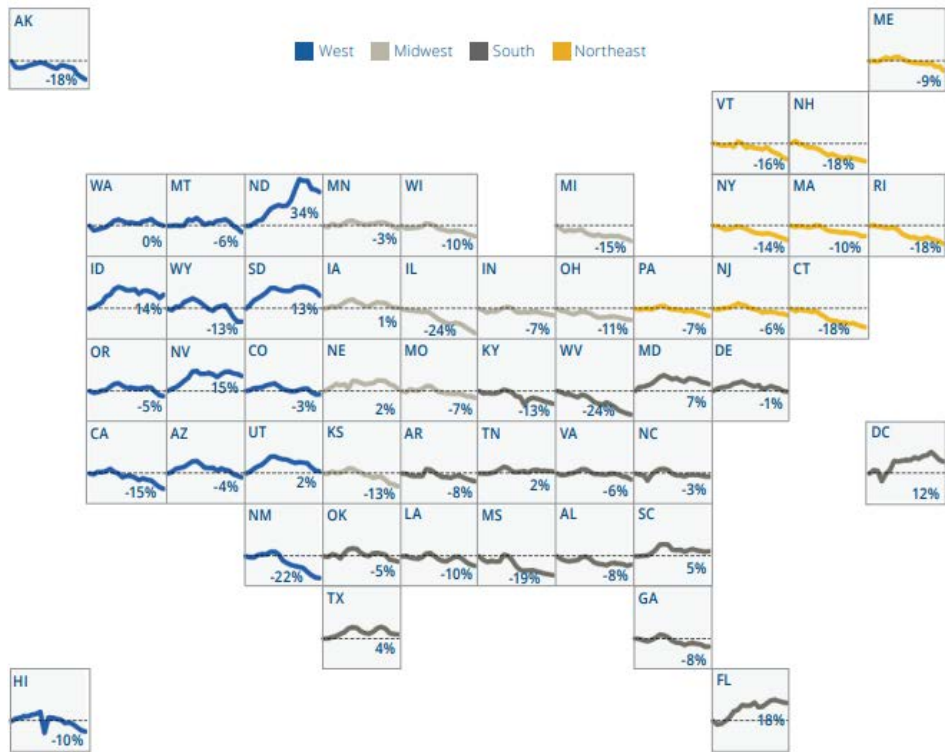 AK
-18%
West Midwest South Northeast
ME
-9%
VT NH
-16% -18%
WA MT ND MN WI MI NY MA RI
0% -6% 34% -3% -10% -15% -14% -10% -18%
ID WY SD IA IL IN OH PA NJ CT
14% -13% 13% 1% -24% -7% -11% -7% -6% -18%
OR NV CO NE MO KY WV MD DE
-5% 15% -3% 2% -7% -13% -24% 7% -1%
CA AZ UT KS AR TN VA NC DC
-15% -4% 2% -13% -8% 2% -6% -3% 12%
NM OK LA MS AL SC
-22% -5% -10% -19% -8% 5%
TX GA
4% -8%
HI FL
-10% 18%